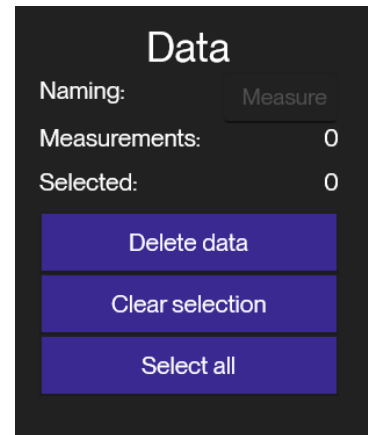 Data
Naming: Measure
Measurements: 0
Selected: 0
Delete data
Clear selection
Select all